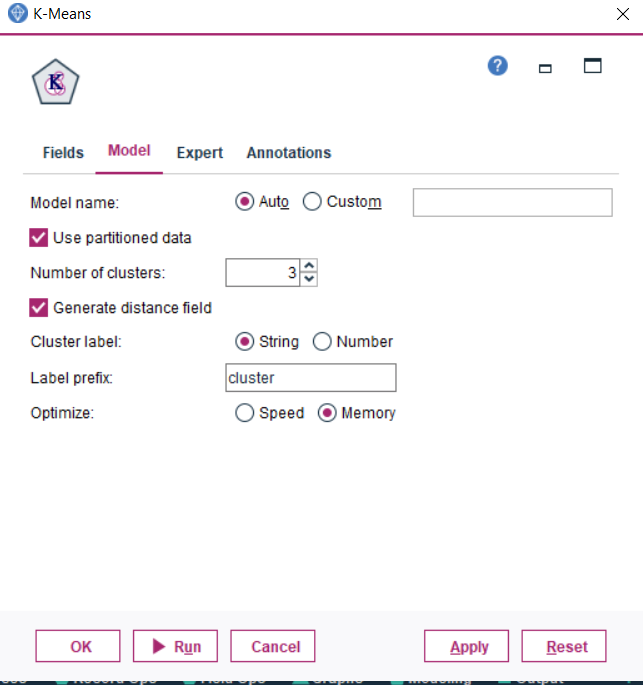 K-Means
K
Fields Model Expert Annotations
Model name: Auto Custom
Use partitioned data
Number of clusters: 3
Generate distance field
Cluster label: String Number
Label prefix: cluster
Optimize: Speed Memory
OK Run Cancel Apply Reset